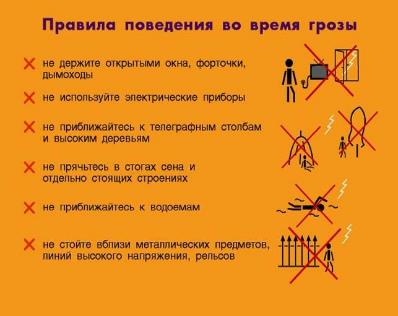 Правила поведения во время грозы
не держите открытыми окна, форточки,
дымоходы
не используйте электрические приборы
не приближайтесь к телеграфным столбам
и высоким деревьям
не прячьтесь в стогах сена и
отдельно стоящих строениях
не приближайтесь к водоемам
не стойте вблизи металлических предметов,
линий высокого напряжения, рельсов